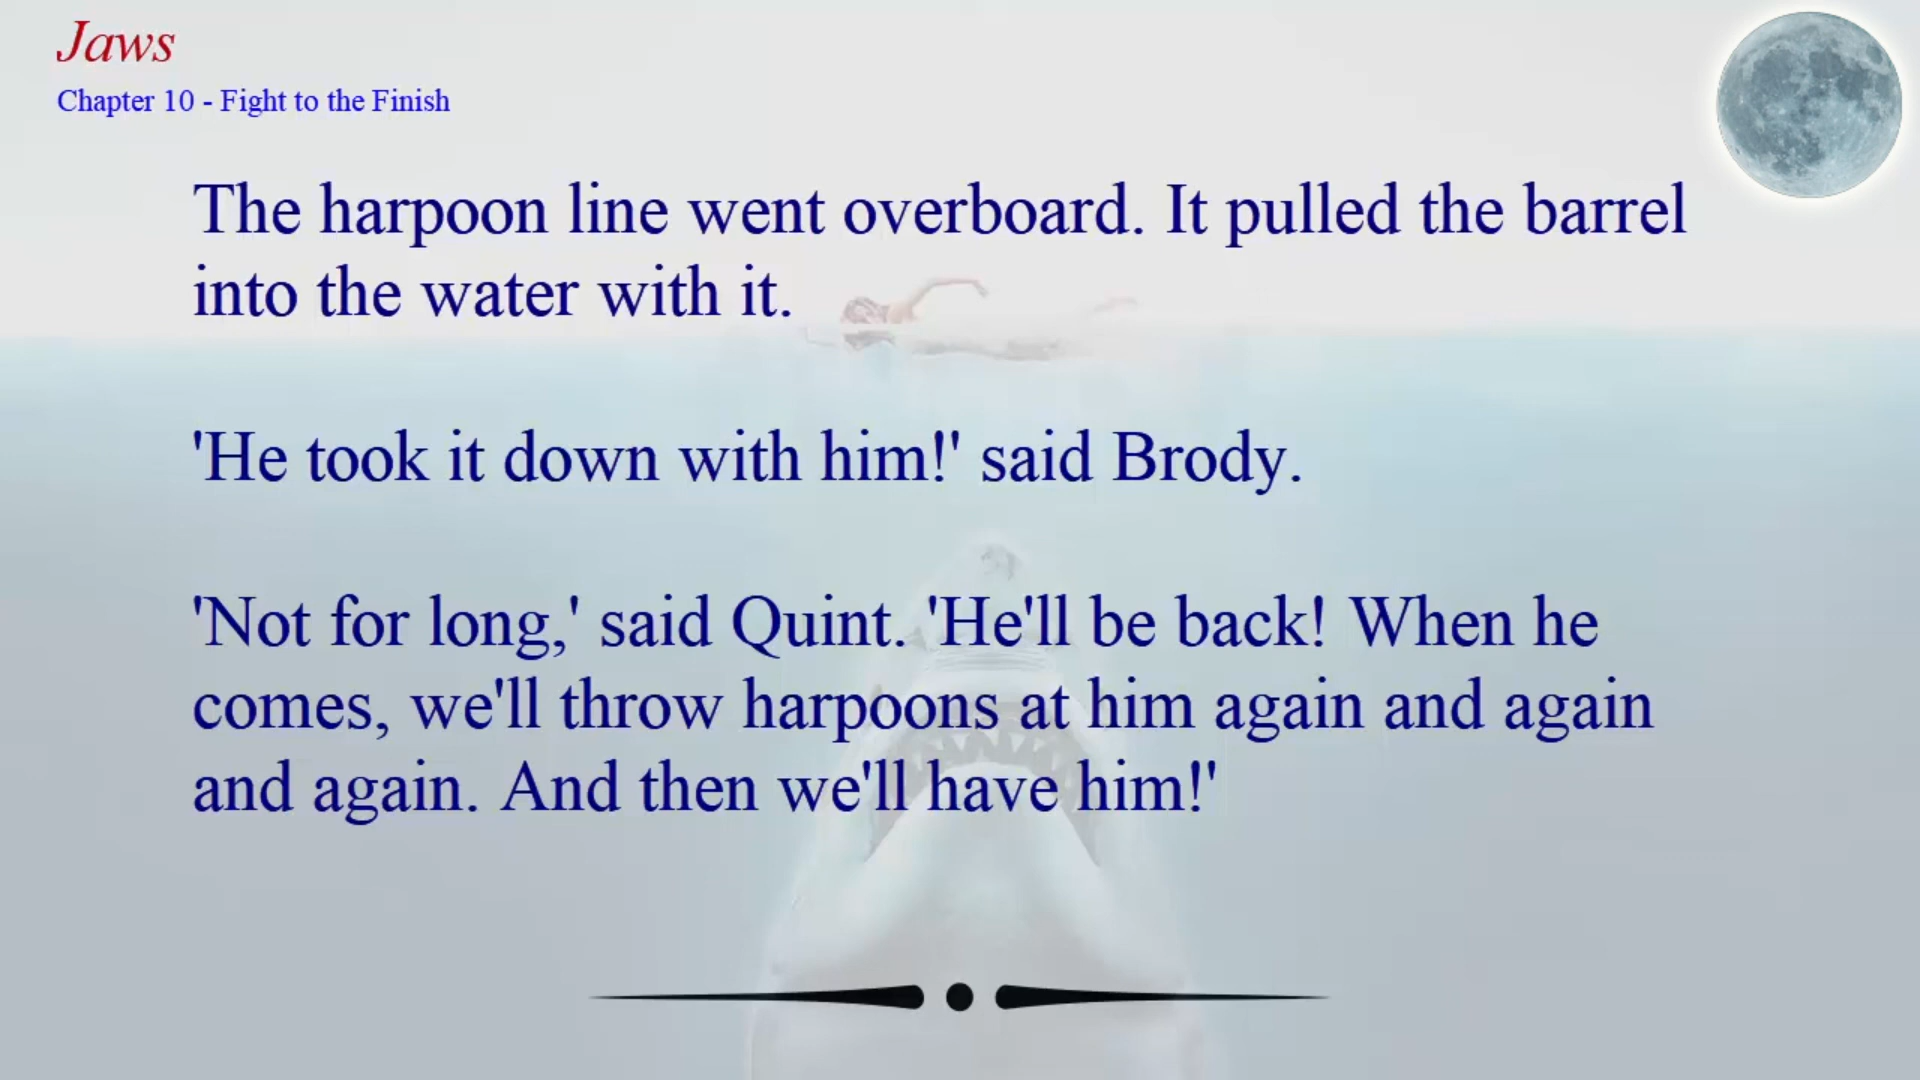 Jaws
Chapter 10 - Fight to the Finish
The harpoon line went overboard. It pulled the barrel
into the water with it.
'He took it down with him!' said Brody.
'Not for long,' said Quint. 'He'll be back! When he
comes, we'll throw harpoons at him again and again
and again. And then we'll have him!'